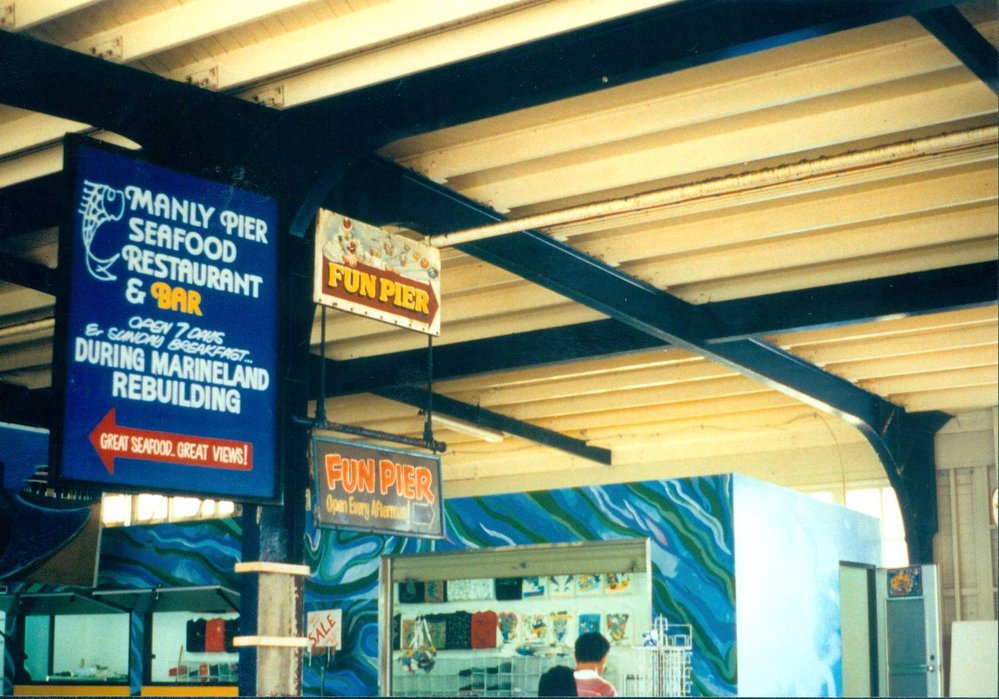 MANLY PIER
SEAFOOD
RESTAURANT
& BAR
OPEN 7 DAYS
& SUNDAY BREAKFAST...
DURING MARINELAND
REBUILDING
GREAT SEAFOOD.. GREAT VIEWS!
FUN PIER
FUN PIER
Open Every Afternoon
SALE